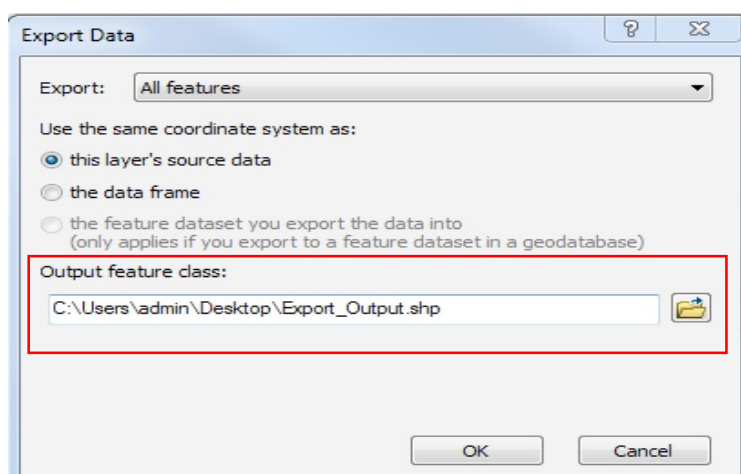 Export Data
Export: All features
Use the same coordinate system as:
this layer's source data
the data frame
the feature dataset you export the data into
(only applies if you export to a feature dataset in a geodatabase)
Output feature class:
C:\Users\admin\Desktop\Export_Output.shp
OK Cancel